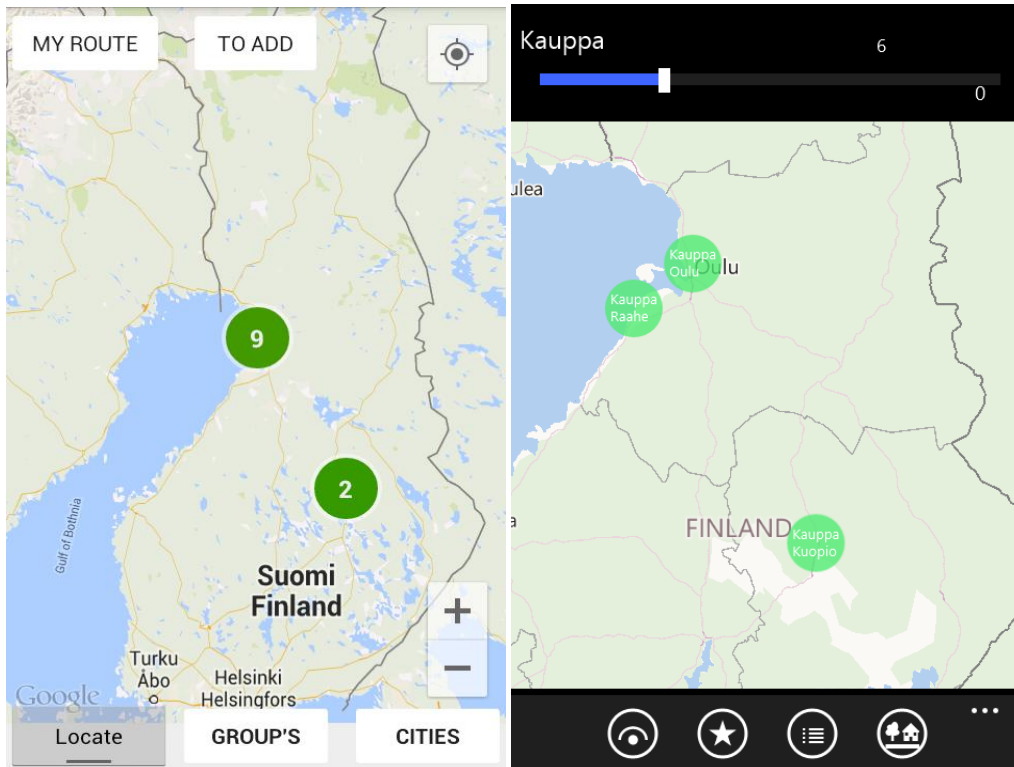 MY ROUTE
TO ADD
9
2
Gulf of Bothnia
Suomi
Finland
+
−
Turku
Åbo
Helsinki
Helsingfors
Google
Locate
GROUP'S
CITIES
Kauppa
6
0
ulea
Kauppa
Oulu
Oulu
Kauppa
Raahe
FINLAND
Kauppa
Kuopio
a
...